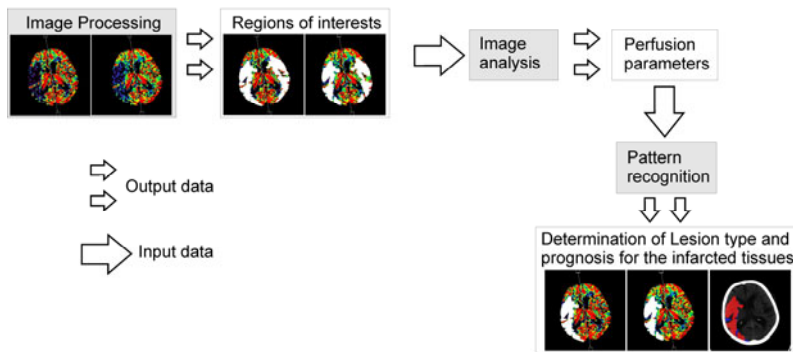 Image Processing
Regions of interests
Image
analysis
Perfusion
parameters
Pattern
recognition
Output data
Input data
Determination of Lesion type and
prognosis for the infarcted tissues